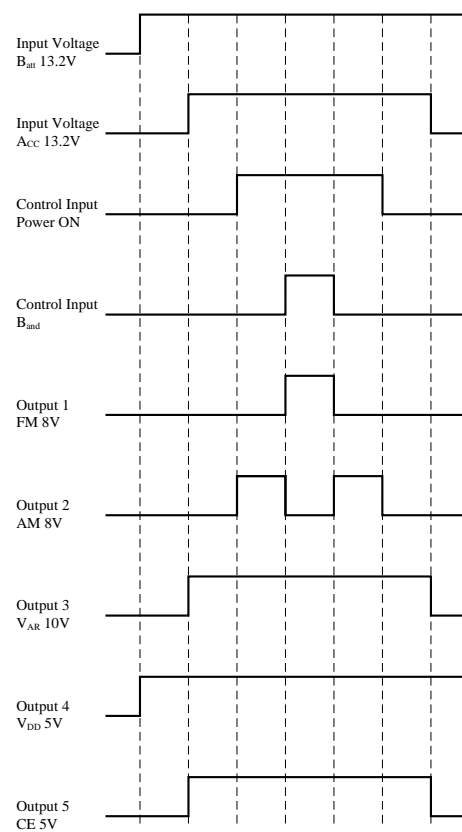 Input Voltage
Batt 13.2V
Input Voltage
ACC 13.2V
Control Input
Power ON
Control Input
Band
Output 1
FM 8V
Output 2
AM 8V
Output 3
VAR 10V
Output 4
VDD 5V
Output 5
CE 5V